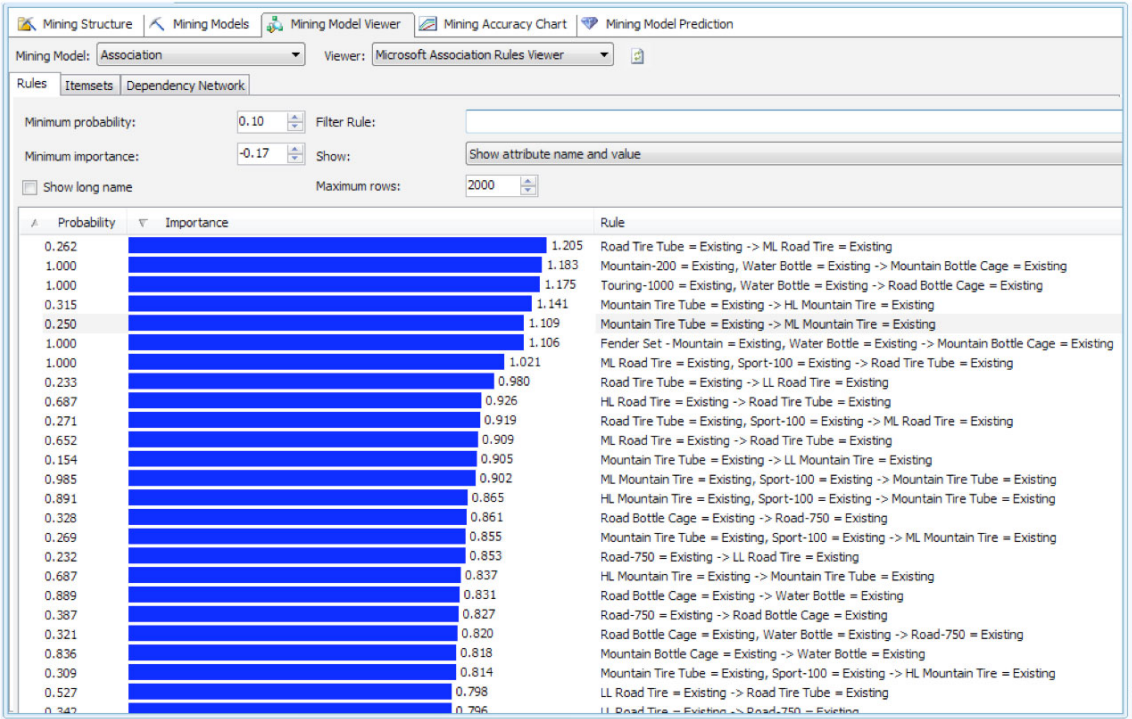 Mining Structure Mining Models Mining Model Viewer Mining Accuracy Chart Mining Model Prediction
Mining Model: Association Viewer: Microsoft Association Rules Viewer
Rules Itemsets Dependency Network
Minimum probability: 0.10 Filter Rule:
Minimum importance: -0.17 Show: Show attribute name and value
Show long name Maximum rows: 2000
Probability Importance Rule
0.262 1.205 Road Tire Tube = Existing -> ML Road Tire = Existing
1.000 1.183 Mountain-200 = Existing, Water Bottle = Existing -> Mountain Bottle Cage = Existing
1.000 1.175 Touring-1000 = Existing, Water Bottle = Existing -> Road Bottle Cage = Existing
0.315 1.141 Mountain Tire Tube = Existing -> HL Mountain Tire = Existing
0.250 1.109 Mountain Tire Tube = Existing -> ML Mountain Tire = Existing
1.000 1.106 Fender Set - Mountain = Existing, Water Bottle = Existing -> Mountain Bottle Cage = Existing
1.000 1.021 ML Road Tire = Existing, Sport-100 = Existing -> Road Tire Tube = Existing
0.233 0.980 Road Tire Tube = Existing -> LL Road Tire = Existing
0.687 0.926 HL Road Tire = Existing -> Road Tire Tube = Existing
0.271 0.919 Road Tire Tube = Existing, Sport-100 = Existing -> ML Road Tire = Existing
0.652 0.909 ML Road Tire = Existing -> Road Tire Tube = Existing
0.154 0.905 Mountain Tire Tube = Existing -> LL Mountain Tire = Existing
0.985 0.902 ML Mountain Tire = Existing, Sport-100 = Existing -> Mountain Tire Tube = Existing
0.891 0.865 HL Mountain Tire = Existing, Sport-100 = Existing -> Mountain Tire Tube = Existing
0.328 0.861 Road Bottle Cage = Existing -> Road-750 = Existing
0.269 0.855 Mountain Tire Tube = Existing, Sport-100 = Existing -> ML Mountain Tire = Existing
0.232 0.853 Road-750 = Existing -> LL Road Tire = Existing
0.687 0.837 HL Mountain Tire = Existing -> Mountain Tire Tube = Existing
0.889 0.831 Road Bottle Cage = Existing -> Water Bottle = Existing
0.387 0.827 Road-750 = Existing -> Road Bottle Cage = Existing
0.321 0.820 Road Bottle Cage = Existing, Water Bottle = Existing -> Road-750 = Existing
0.836 0.818 Mountain Bottle Cage = Existing -> Water Bottle = Existing
0.309 0.814 Mountain Tire Tube = Existing, Sport-100 = Existing -> HL Mountain Tire = Existing
0.527 0.798 LL Road Tire = Existing -> Road Tire Tube = Existing
0.342 0.796 LL Road Tire = Existing -> Road-750 = Existing